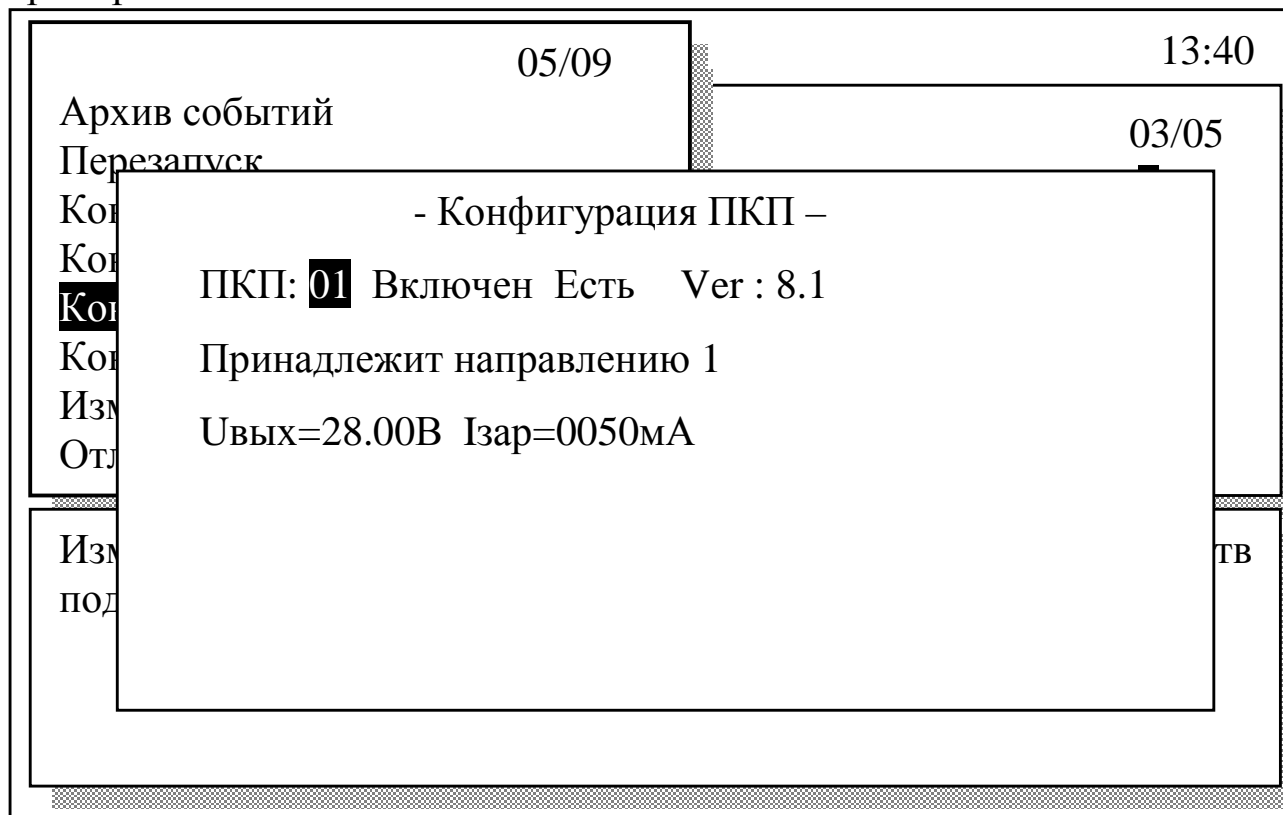 13:40
05/09
Архив событий
03/05
Перезапуск
- Конфигурация ПКП –
ПКП: 01 Включен Есть Ver : 8.1
Принадлежит направлению 1
Uвых=28.00В Iзар=0050мА